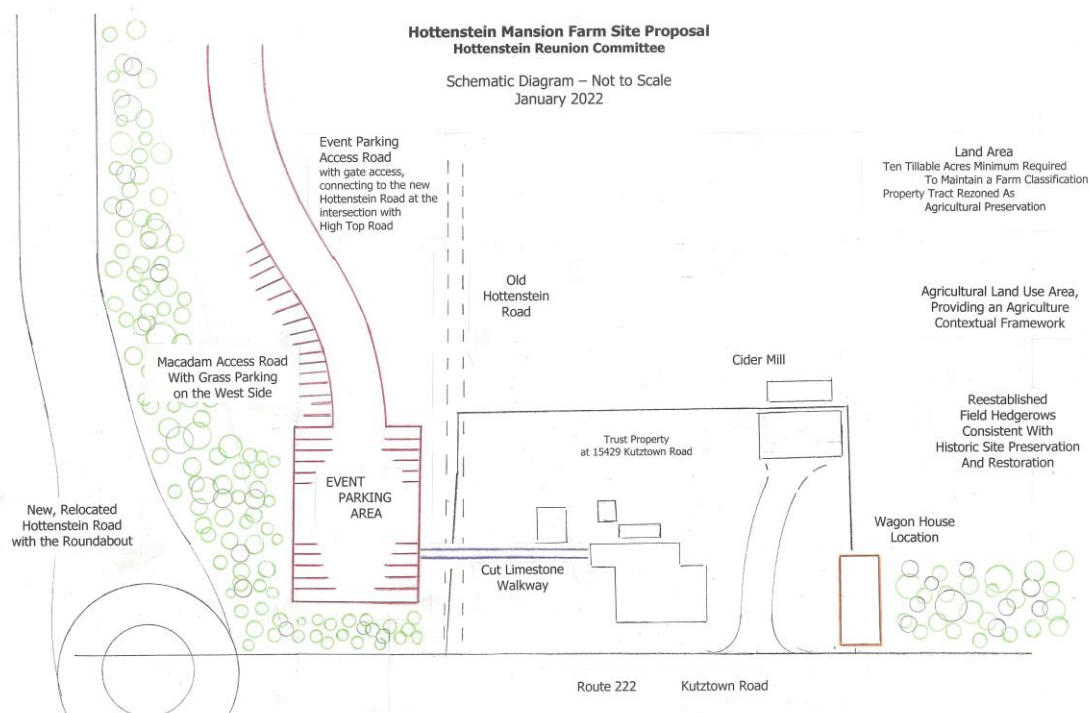 Hottenstein Mansion Farm Site Proposal
Hottenstein Reunion Committee
Schematic Diagram – Not to Scale
January 2022
Event Parking
Access Road
with gate access,
connecting to the new
Hottenstein Road at the
intersection with
High Top Road
Land Area
Ten Tillable Acres Minimum Required
To Maintain a Farm Classification
Property Tract Rezoned As
Agricultural Preservation
Old
Hottenstein
Road
Agricultural Land Use Area,
Providing an Agriculture
Contextual Framework
Macadam Access Road
With Grass Parking
on the West Side
Cider Mill
Reestablished
Field Hedgerows
Consistent With
Historic Site Preservation
And Restoration
Trust Property
at 15429 Kutztown Road
EVENT
PARKING
AREA
New, Relocated
Hottenstein Road
with the Roundabout
Wagon House
Location
Cut Limestone
Walkway
Route 222 Kutztown Road